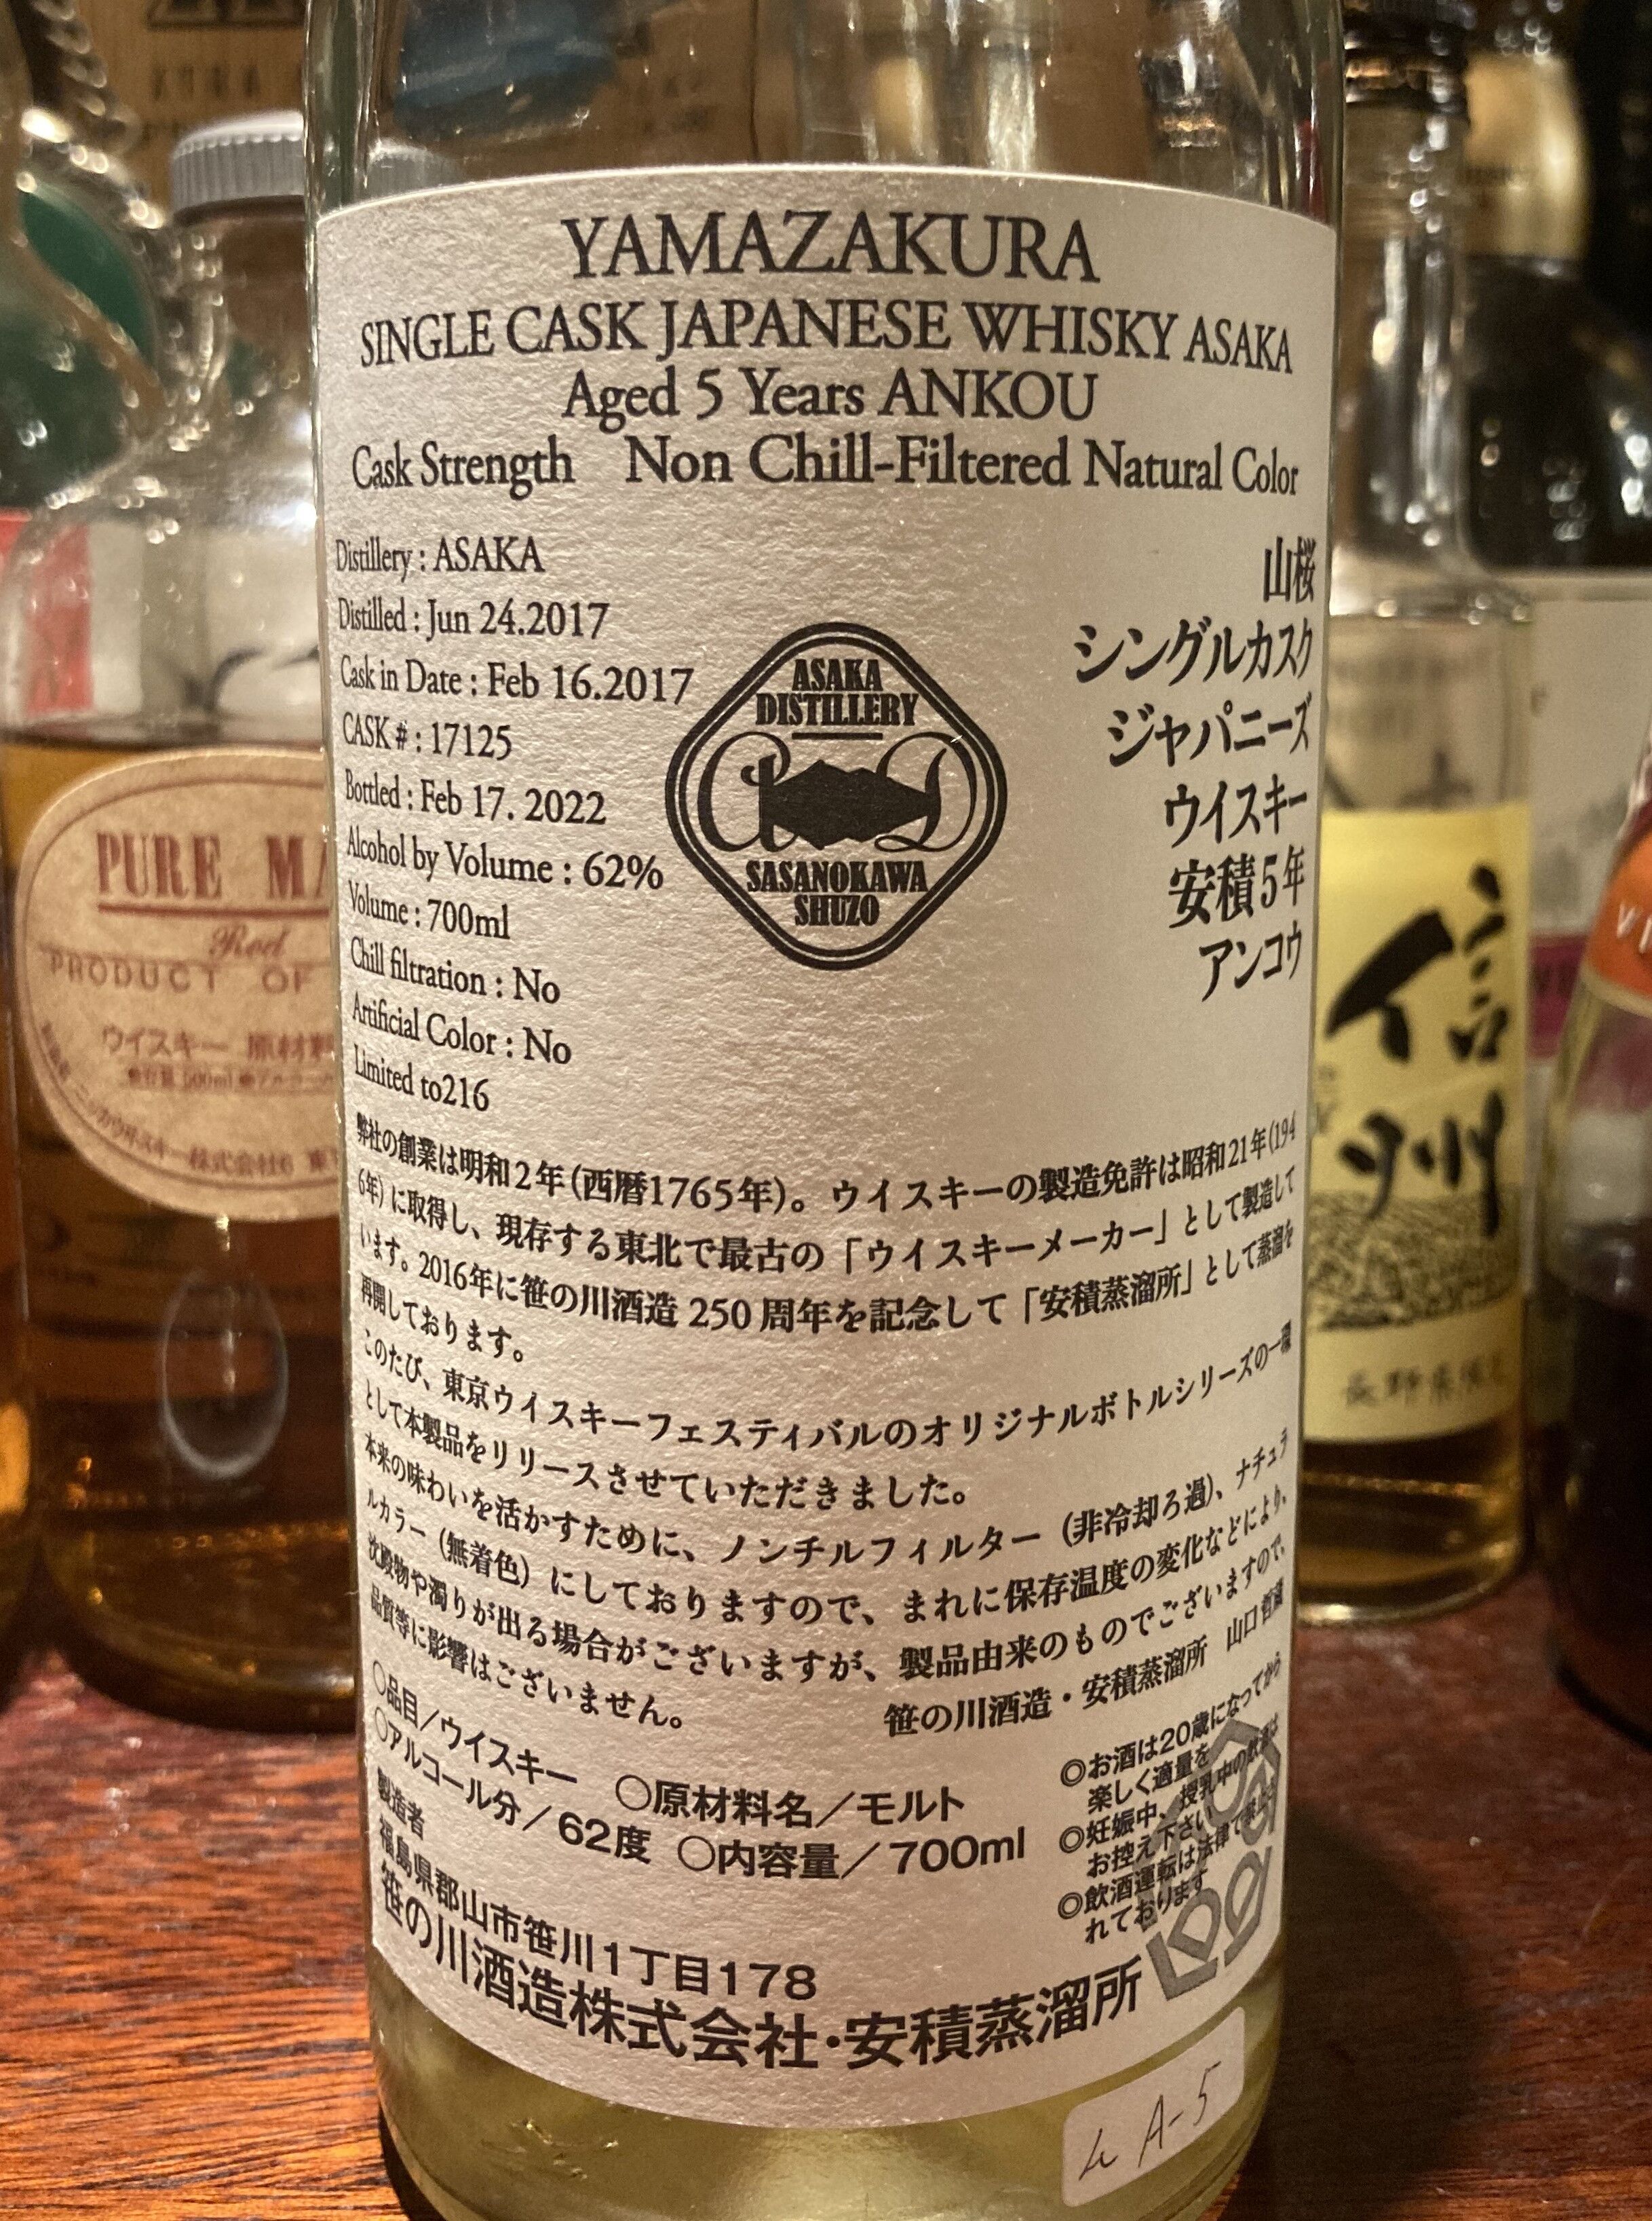 YAMAZAKURA
SINGLE CASK JAPANESE WHISKY ASAKA
Aged 5 Years ANKOU
Cask Strength Non Chill-Filtered Natural Color
Distillery : ASAKA
Distilled : Jun 24.2017
Cask in Date : Feb 16.2017
CASK # : 17125
Bottled : Feb 17. 2022
Alcohol by Volume : 62%
Volume : 700ml
Chill filtration : No
Artificial Color : No
Limited to216
ASAKA
DISTILLERY
SASANOKAWA
SHUZO
山桜
シングルカスク
ジャパニーズ
ウイスキー
安積5年
アンコウ
弊社の創業は明和2年(西暦1765年)。ウイスキーの製造免許は昭和21年(194
6年)に取得し、現存する東北で最古の「ウイスキーメーカー」として製造して
います。2016年に笹の川酒造 250 周年を記念して「安積蒸溜所」として蒸溜を
再開しております。
このたび、東京ウイスキーフェスティバルのオリジナルボトルシリーズの一環
として本製品をリリースさせていただきました。
本来の味わいを活かすために、ノンチルフィルター(非冷却ろ過)、ナチュラ
ルカラー(無着色)にしておりますので、まれに保存温度の変化などにより、
沈殿物や濁りが出る場合がございますが、製品由来のものでございますので、
品質等に影響はございません。
笹の川酒造・安積蒸溜所 山口哲蔵
○品目/ウイスキー ○原材料名/モルト
○アルコール分/62度 ○内容量/700ml
製造者
福島県郡山市笹川1丁目178
笹の川酒造株式会社・安積蒸溜所
◎お酒は20歳になってから
楽しく適量を
◎妊娠中、授乳中の飲酒は
お控え下さい
◎飲酒運転は法律で禁止さ
れております
A-5
PURE MA
Red
PRODUCT OF
ウイスキー 原材料
信州